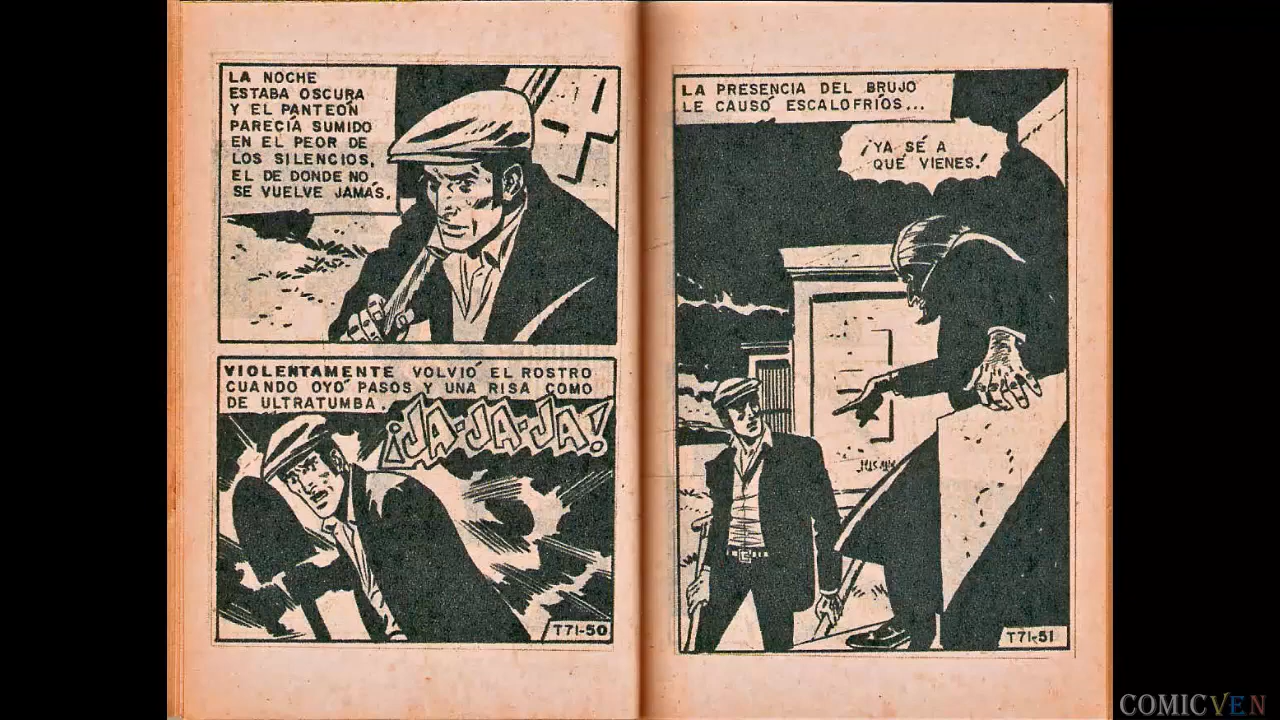 LA NOCHE
ESTABA OSCURA
Y EL PANTEÓN
PARECÍA SUMIDO
EN EL PEOR DE
LOS SILENCIOS,
EL DE DONDE NO
SE VUELVE JAMÁS.
VIOLENTAMENTE VOLVIÓ EL ROSTRO
CUANDO OYÓ PASOS Y UNA RISA COMO
DE ULTRATUMBA.
¡JA-JA-JA!
T71-50
LA PRESENCIA DEL BRUJO
LE CAUSÓ ESCALOFRÍOS...
¡YA SÉ A
QUÉ VIENES!
T71-51
COMICVEN